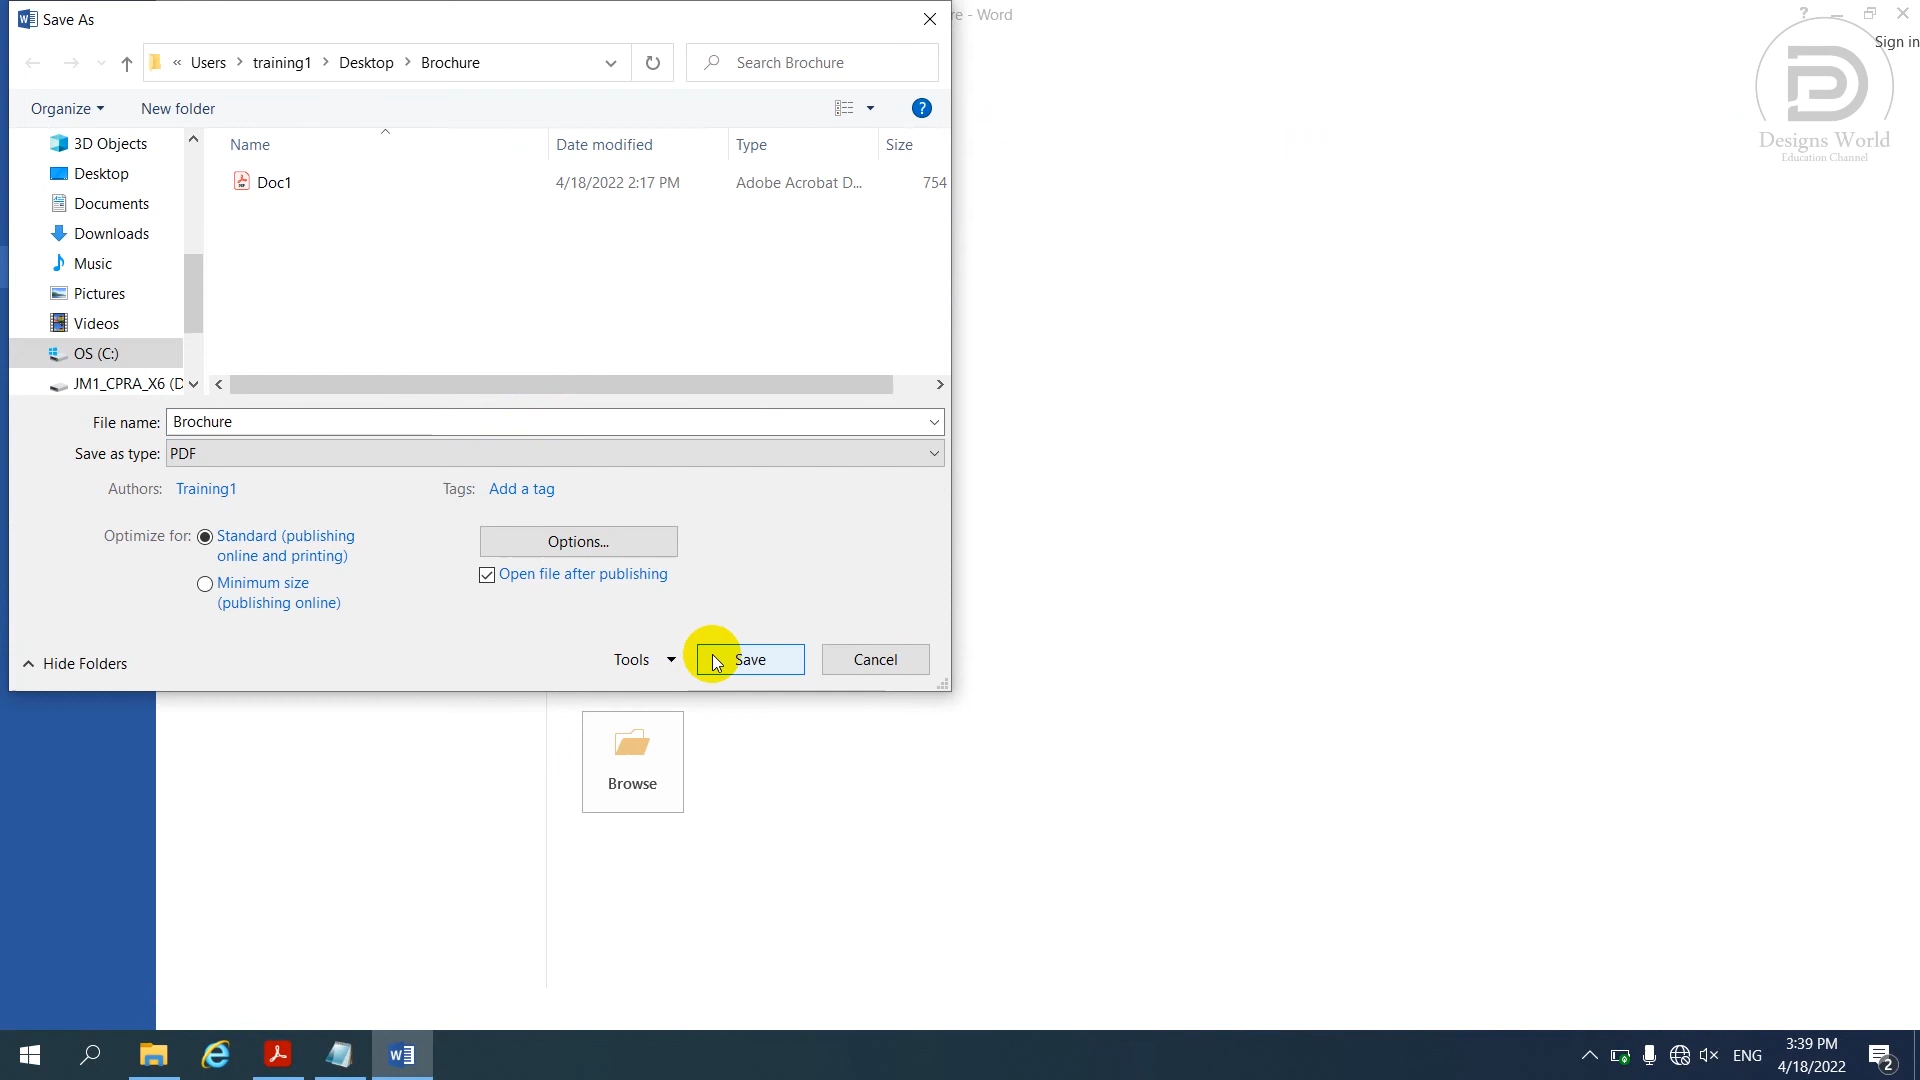 Save As
re - Word
Sign in
« Users > training1 > Desktop > Brochure
Search Brochure
Organize
New folder
?
Designs World
Education Channel
3D Objects
Desktop
Documents
Downloads
Music
Pictures
Videos
OS (C:)
JM1_CPRA_X6 (D
Name
Date modified
Type
Size
Doc1
4/18/2022 2:17 PM
Adobe Acrobat D...
754
File name: Brochure
Save as type: PDF
Authors: Training1
Tags: Add a tag
Optimize for: Standard (publishing
online and printing)
Minimum size
(publishing online)
Options...
Open file after publishing
Hide Folders
Tools
Save
Cancel
Browse
ENG
3:39 PM
4/18/2022
2